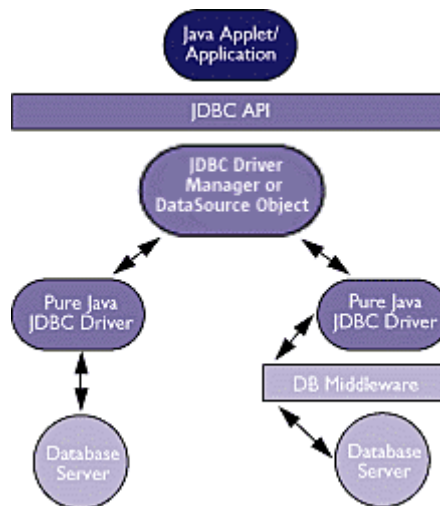 Java Applet/
Application
JDBC API
JDBC Driver
Manager or
DataSource Object
Pure Java
JDBC Driver
Pure Java
JDBC Driver
DB Middleware
Database
Server
Database
Server